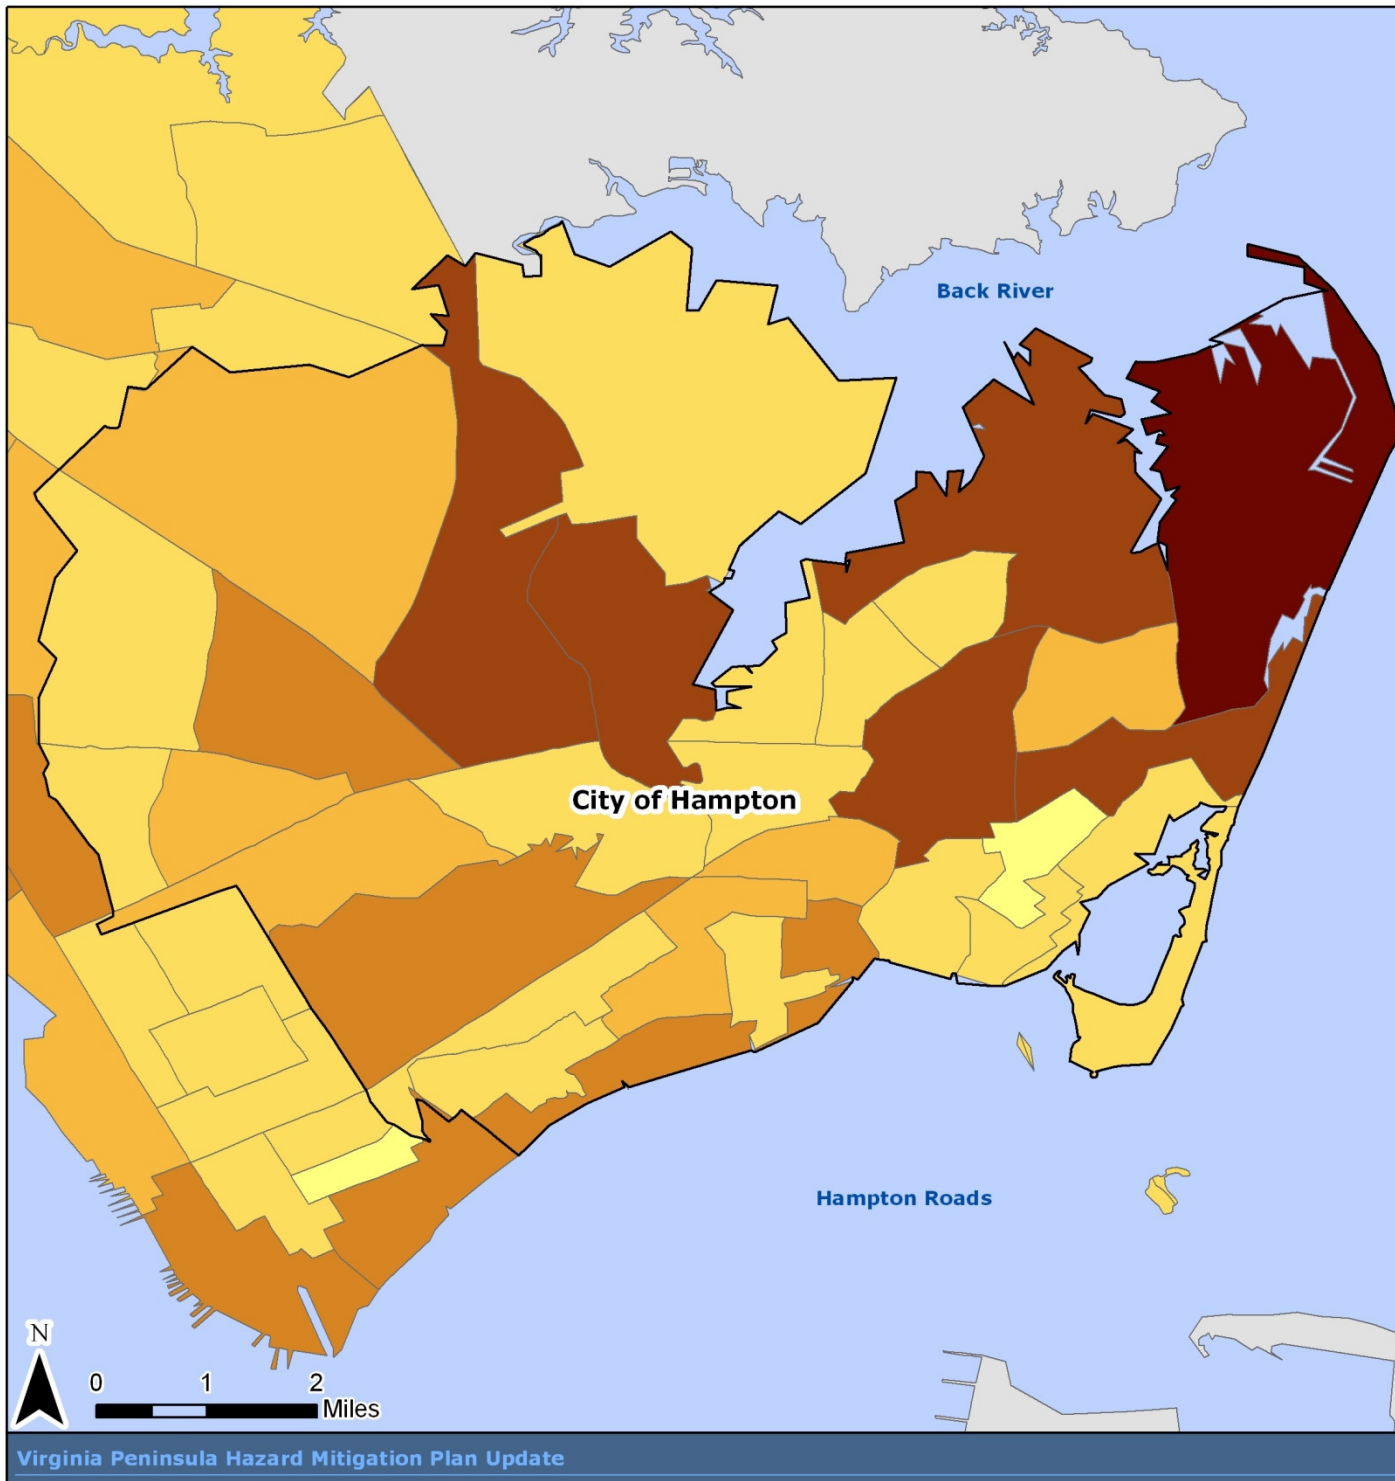 Back River
City of Hampton
Hampton Roads
N
0 1 2
Miles
Virginia Peninsula Hazard Mitigation Plan Update